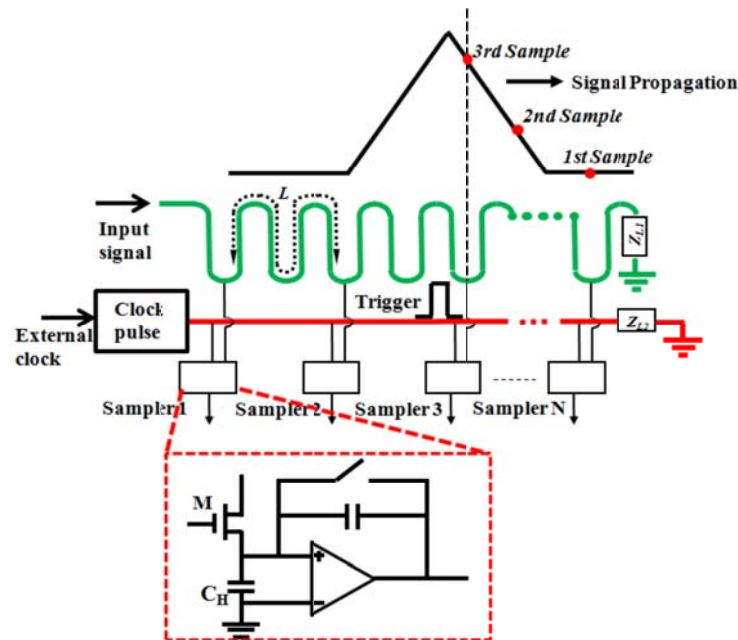 3rd Sample
Signal Propagation
2nd Sample
1st Sample
L
Input
signal
Z_L1
Trigger
Clock
pulse
External
clock
Z_L2
Sampler 1
Sampler 2
Sampler 3
Sampler N
M
C_H
+
−